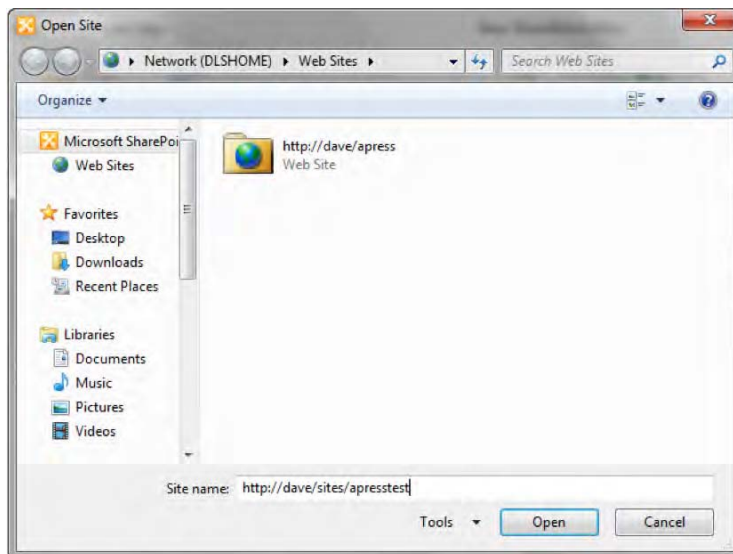 Open Site
Network (DLSHOME) Web Sites
Search Web Sites
Organize
Microsoft SharePoi
Web Sites
http://dave/apress
Web Site
Favorites
Desktop
Downloads
Recent Places
Libraries
Documents
Music
Pictures
Videos
Site name: http://dave/sites/apresstest
Tools
Open
Cancel